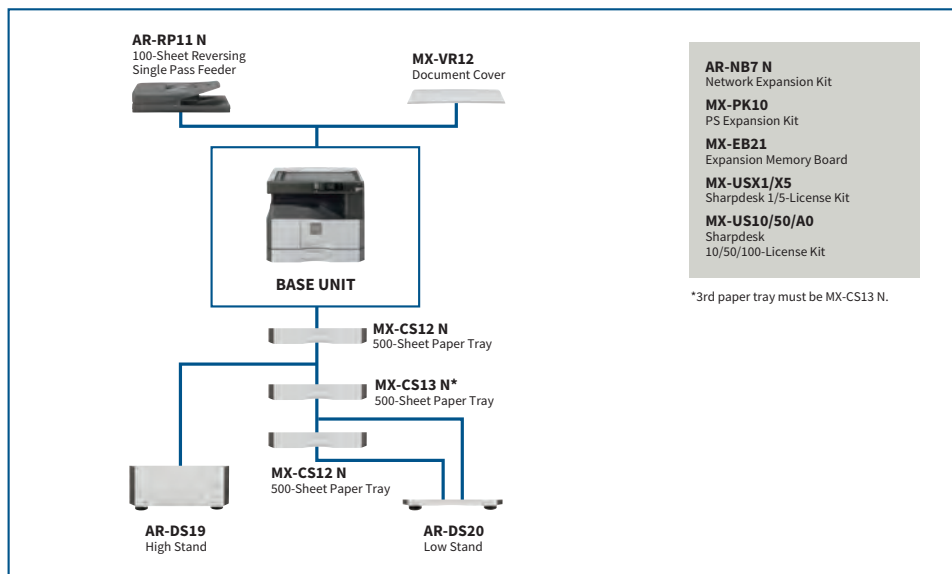 AR-RP11 N
100-Sheet Reversing
Single Pass Feeder
MX-VR12
Document Cover
BASE UNIT
MX-CS12 N
500-Sheet Paper Tray
MX-CS13 N*
500-Sheet Paper Tray
MX-CS12 N
500-Sheet Paper Tray
AR-DS19
High Stand
AR-DS20
Low Stand
AR-NB7 N
Network Expansion Kit
MX-PK10
PS Expansion Kit
MX-EB21
Expansion Memory Board
MX-USX1/X5
Sharpdesk 1/5-License Kit
MX-US10/50/A0
Sharpdesk
10/50/100-License Kit
*3rd paper tray must be MX-CS13 N.